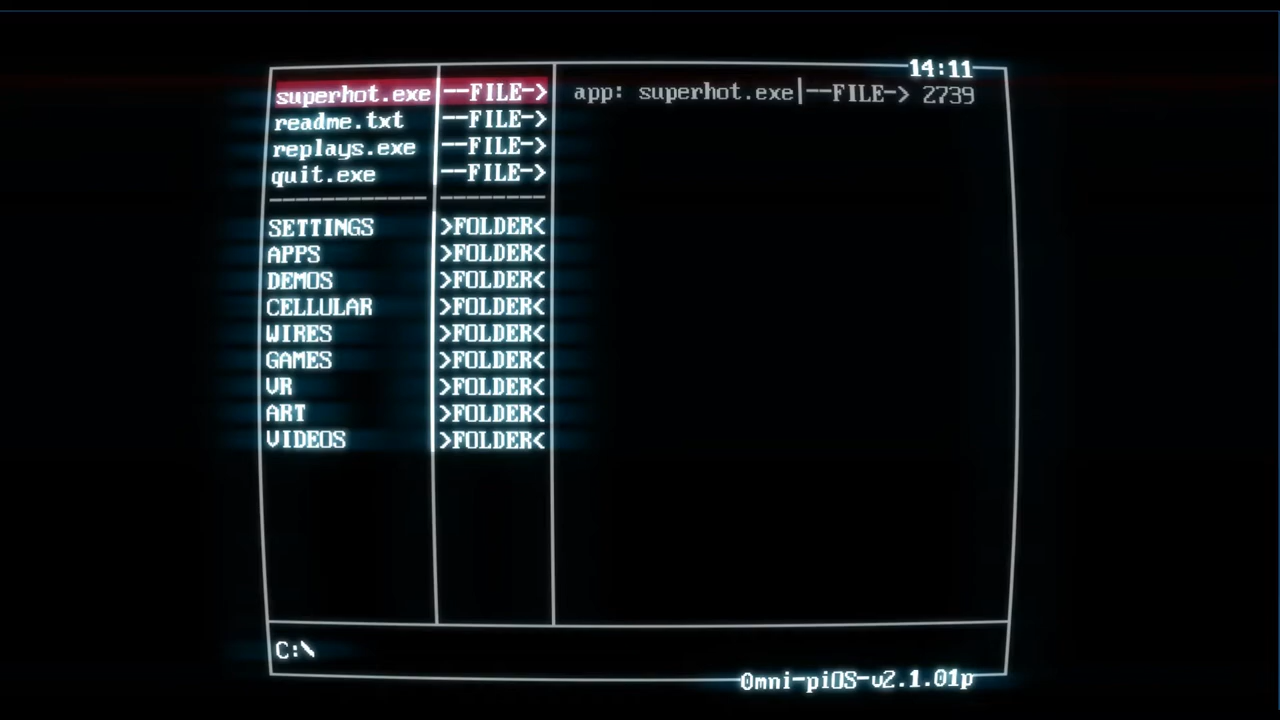 14:11
superhot.exe --FILE-> app: superhot.exe|--FILE-> 2739
readme.txt --FILE->
replays.exe --FILE->
quit.exe --FILE->
SETTINGS >FOLDER<
APPS >FOLDER<
DEMOS >FOLDER<
CELLULAR >FOLDER<
WIRES >FOLDER<
GAMES >FOLDER<
VR >FOLDER<
ART >FOLDER<
VIDEOS >FOLDER<
C:\
Omni-piOS-v2.1.01p